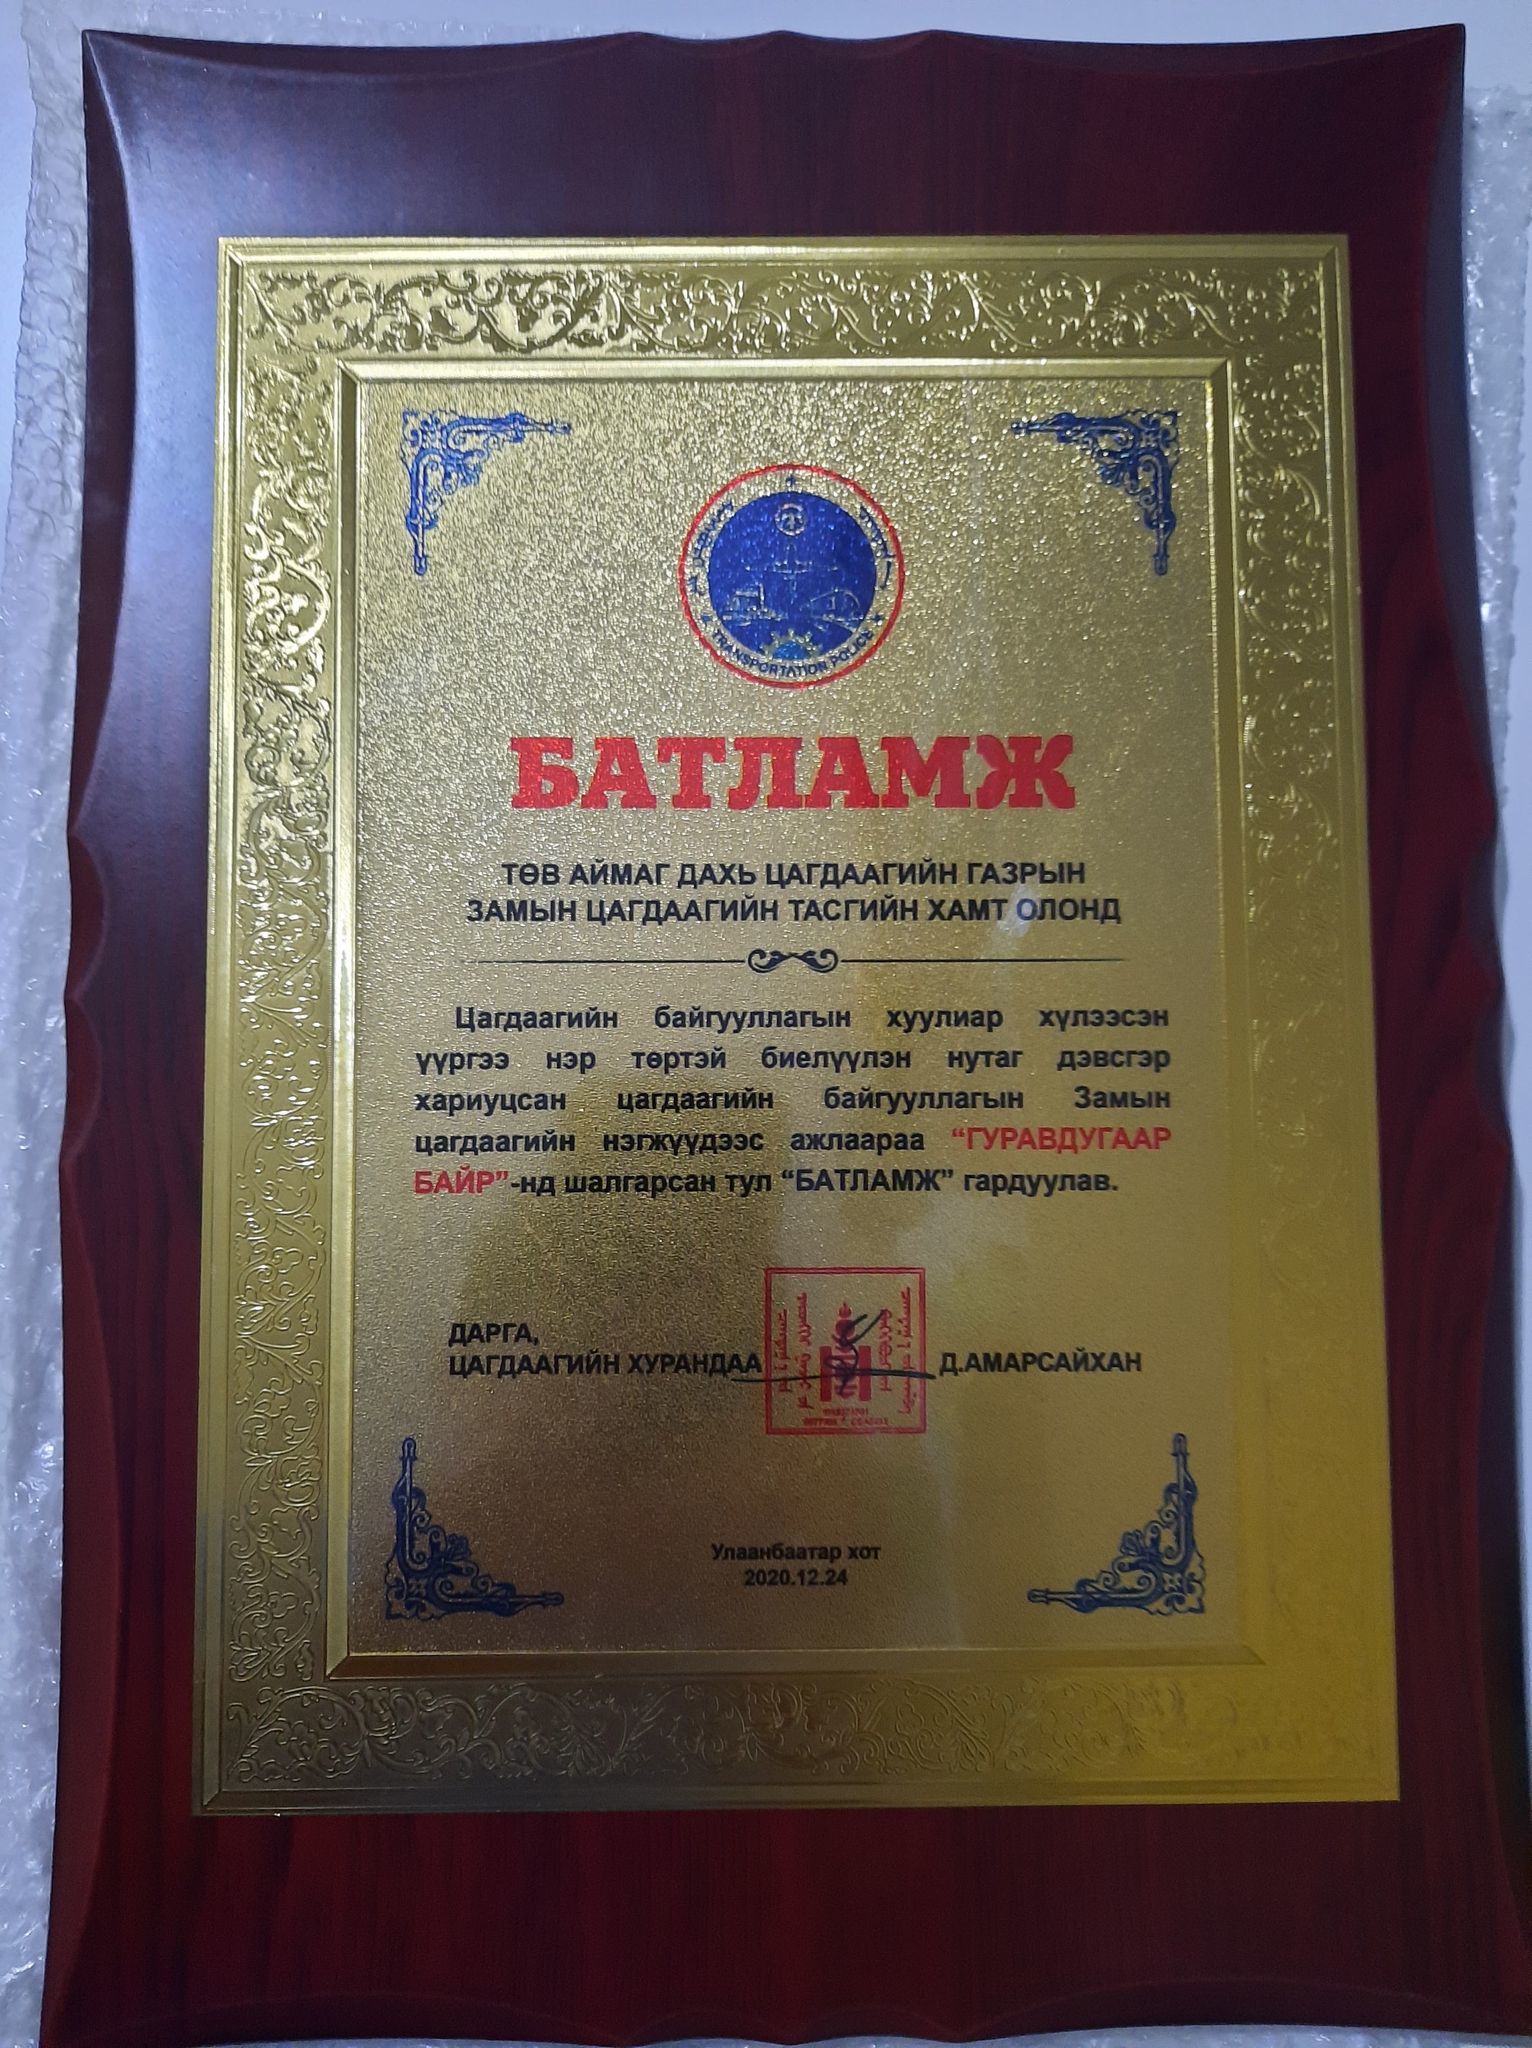 TRANSPORTATION POLICE
БАТЛАМЖ
ТӨВ АЙМАГ ДАХЬ ЦАГДААГИЙН ГАЗРЫН
ЗАМЫН ЦАГДААГИЙН ТАСГИЙН ХАМТ ОЛОНД
Цагдаагийн байгууллагын хуулиар хүлээсэн
үүргээ нэр төртэй биелүүлэн нутаг дэвсгэр
хариуцсан цагдаагийн байгууллагын Замын
цагдаагийн нэгжүүдээс ажлаараа “ГУРАВДУГААР
БАЙР”-нд шалгарсан тул “БАТЛАМЖ” гардуулав.
ДАРГА,
ЦАГДААГИЙН ХУРАНДАА Д.АМАРСАЙХАН
Улаанбаатар хот
2020.12.24